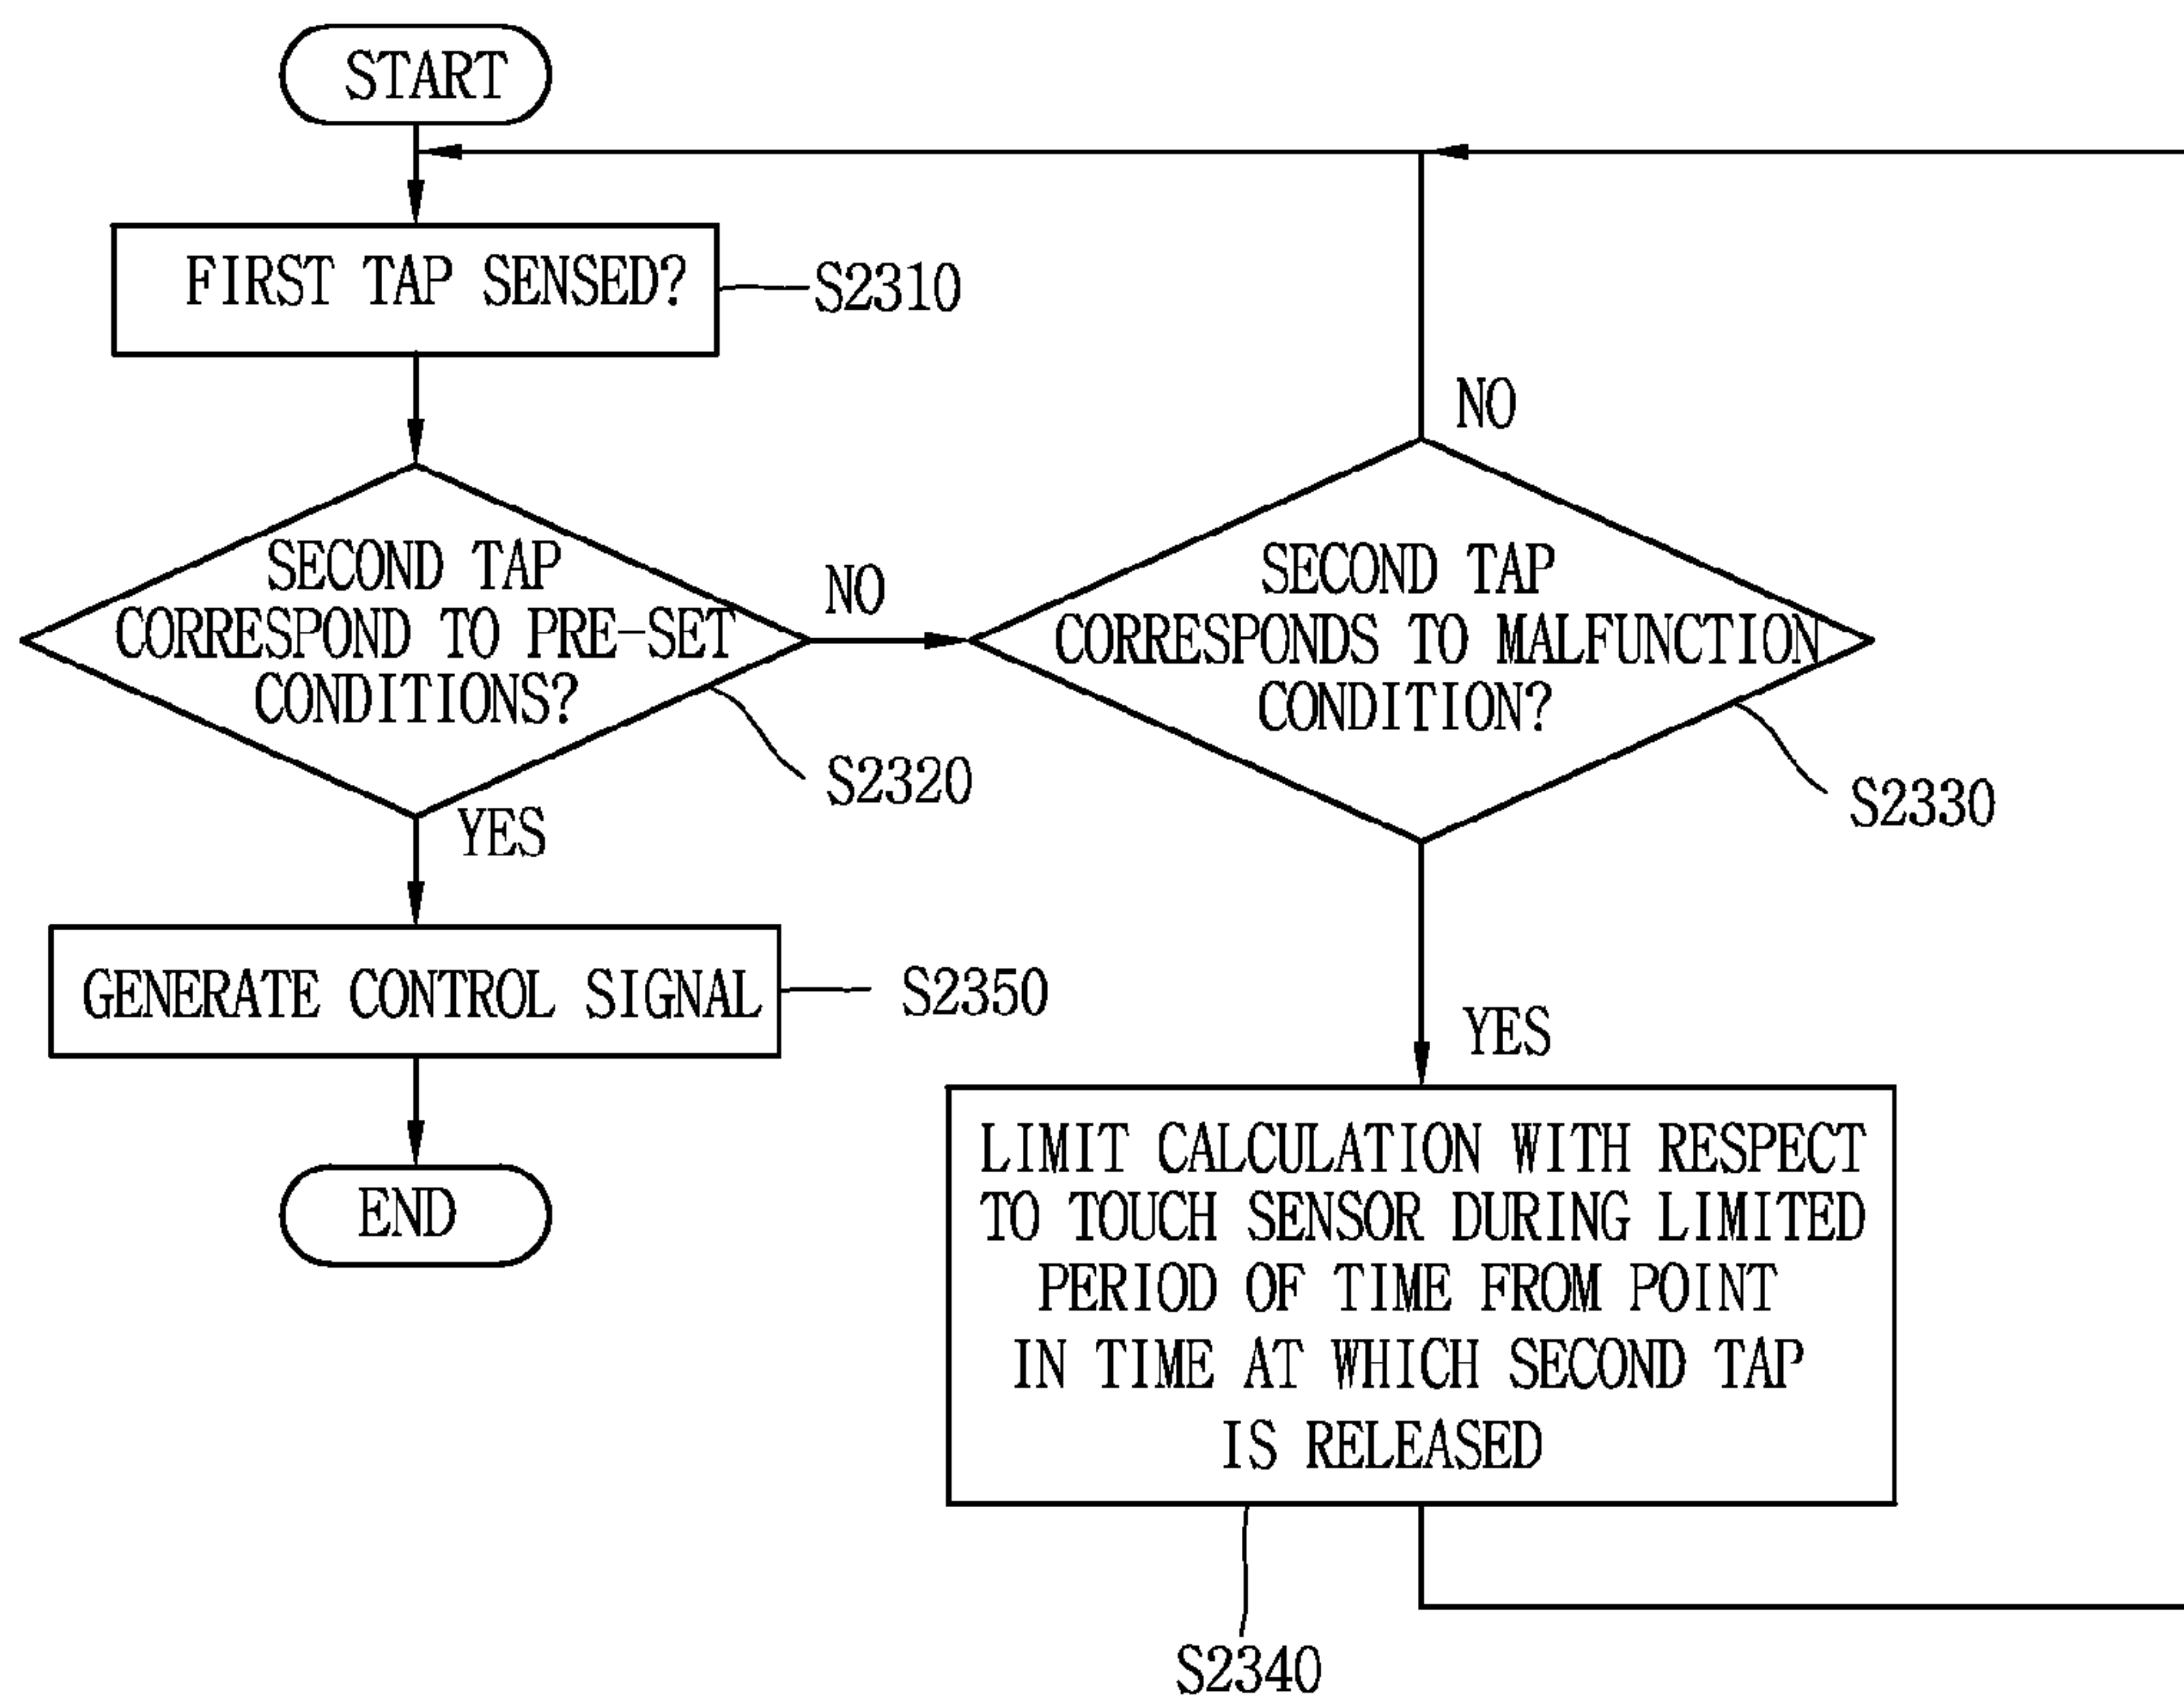 START
FIRST TAP SENSED?
S2310
SECOND TAP
CORRESPOND TO PRE-SET
CONDITIONS?
S2320
NO
YES
SECOND TAP
CORRESPONDS TO MALFUNCTION
CONDITION?
S2330
NO
YES
GENERATE CONTROL SIGNAL
S2350
END
LIMIT CALCULATION WITH RESPECT
TO TOUCH SENSOR DURING LIMITED
PERIOD OF TIME FROM POINT
IN TIME AT WHICH SECOND TAP
IS RELEASED
S2340